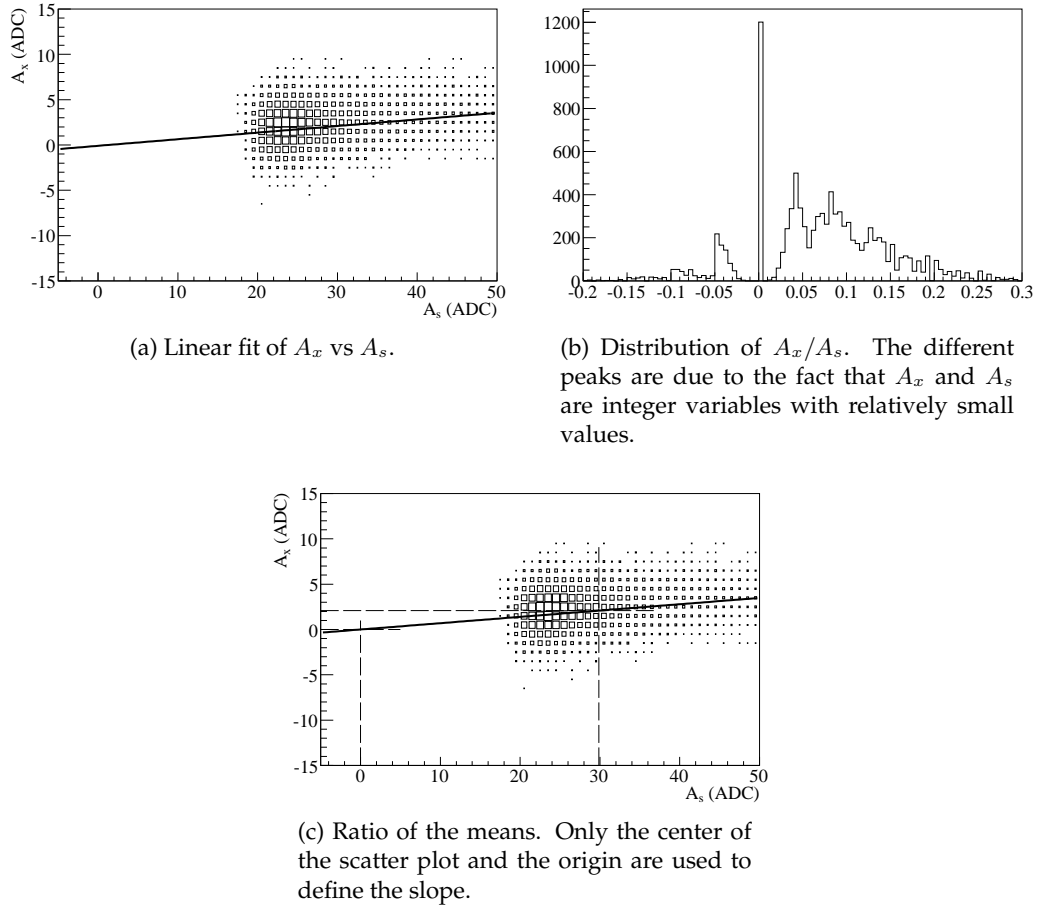 A_x (ADC)
15
10
5
0
-5
-10
-15
0 10 20 30 40 50
A_s (ADC)
(a) Linear fit of A_x vs A_s.
1200
1000
800
600
400
200
0
-0.2 -0.15 -0.1 -0.05 0 0.05 0.1 0.15 0.2 0.25 0.3
(b) Distribution of A_x/A_s. The different
peaks are due to the fact that A_x and A_s
are integer variables with relatively small
values.
A_x (ADC)
15
10
5
0
-5
-10
-15
0 10 20 30 40 50
A_s (ADC)
(c) Ratio of the means. Only the center of
the scatter plot and the origin are used to
define the slope.